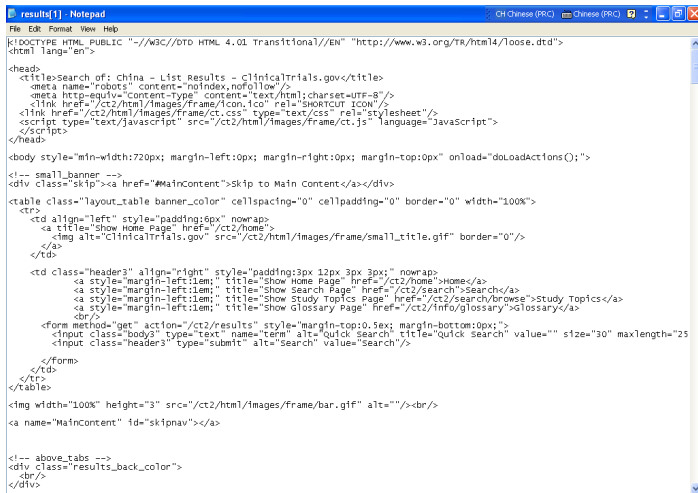 results[1] - Notepad
CH Chinese (PRC) Chinese (PRC)
File Edit Format View Help
<!DOCTYPE HTML PUBLIC "-//W3C//DTD HTML 4.01 Transitional//EN" "http://www.w3.org/TR/html4/loose.dtd">
<html lang="en">
<head>
<title>Search of: China - List Results - ClinicalTrials.gov</title>
<meta name="robots" content="noindex,nofollow"/>
<meta http-equiv="Content-Type" content="text/html;charset=UTF-8"/>
<link href="/ct2/html/images/frame/icon.ico" rel="SHORTCUT ICON"/>
<link href="/ct2/html/images/frame/ct.css" type="text/css" rel="stylesheet"/>
<script type="text/javascript" src="/ct2/html/images/frame/ct.js" language="JavaScript">
</script>
</head>
<body style="min-width:720px; margin-left:0px; margin-right:0px; margin-top:0px" onload="doLoadActions();">
<!-- small_banner -->
<div class="skip"><a href="#MainContent">Skip to Main Content</a></div>
<table class="layout_table banner_color" cellspacing="0" cellpadding="0" border="0" width="100%">
<tr>
<td align="left" style="padding:6px" nowrap>
<a title="Show Home Page" href="/ct2/home">
<img alt="ClinicalTrials.gov" src="/ct2/html/images/frame/small_title.gif" border="0"/>
</a>
</td>
<td class="header3" align="right" style="padding:3px 12px 3px 3px;" nowrap>
<a style="margin-left:1em;" title="Show Home Page" href="/ct2/home">Home</a>
<a style="margin-left:1em;" title="Show Search Page" href="/ct2/search">Search</a>
<a style="margin-left:1em;" title="Show Study Topics Page" href="/ct2/search/browse">Study Topics</a>
<a style="margin-left:1em;" title="Show Glossary Page" href="/ct2/info/glossary">Glossary</a>
<br/>
<form method="get" action="/ct2/results" style="margin-top:0.5ex; margin-bottom:0px;">
<input class="body3" type="text" name="term" alt="Quick Search" title="Quick Search" value="" size="30" maxlength="25
<input class="header3" type="submit" alt="Search" value="Search"/>
</form>
</td>
</tr>
</table>
<img width="100%" height="3" src="/ct2/html/images/frame/bar.gif" alt=""/><br/>
<a name="MainContent" id="skipnav"></a>
<!-- above_tabs -->
<div class="results_back_color">
<br/>
</div>